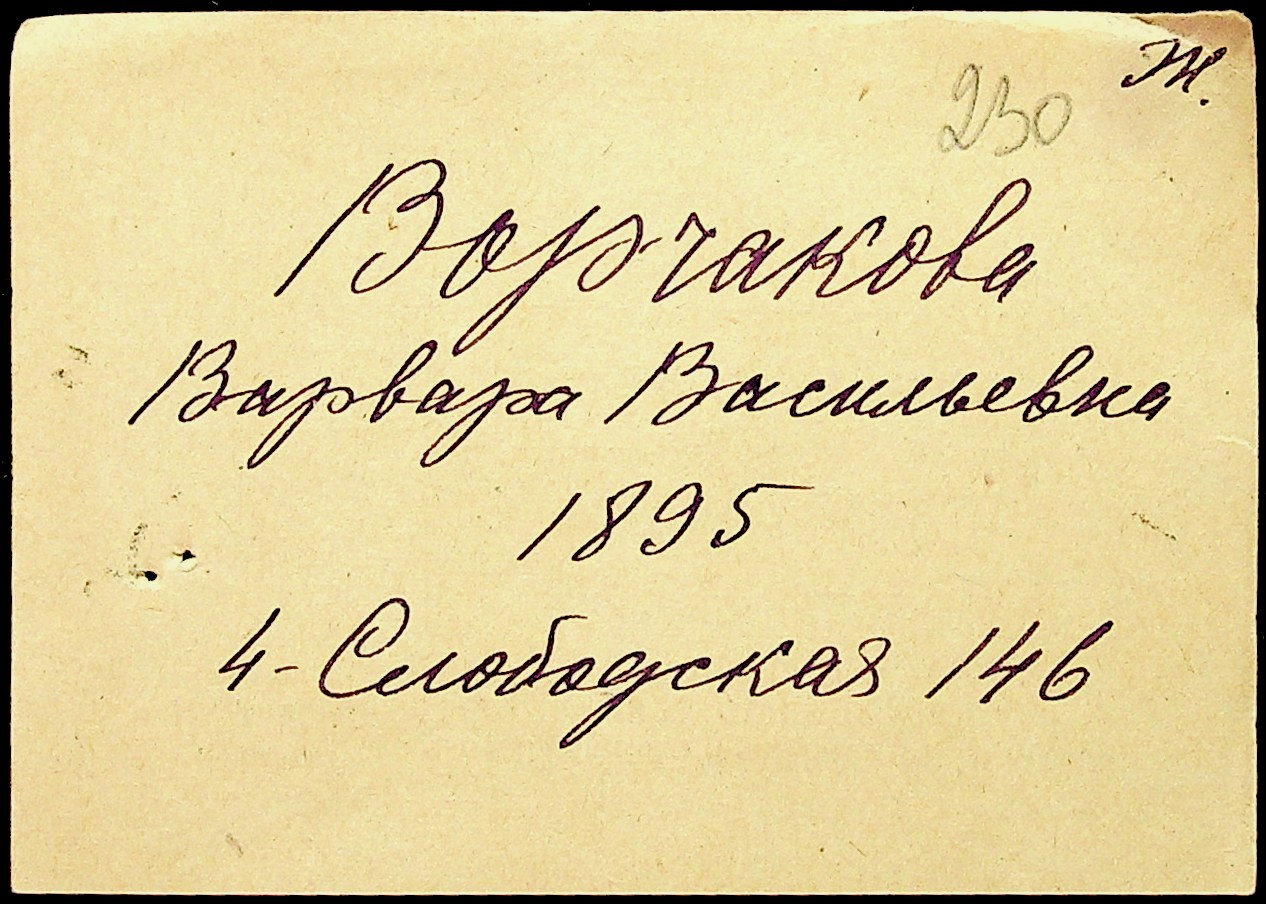 Ж.
230
Ворчакова
Варвара Васильевна
1895
4-Слободская 146